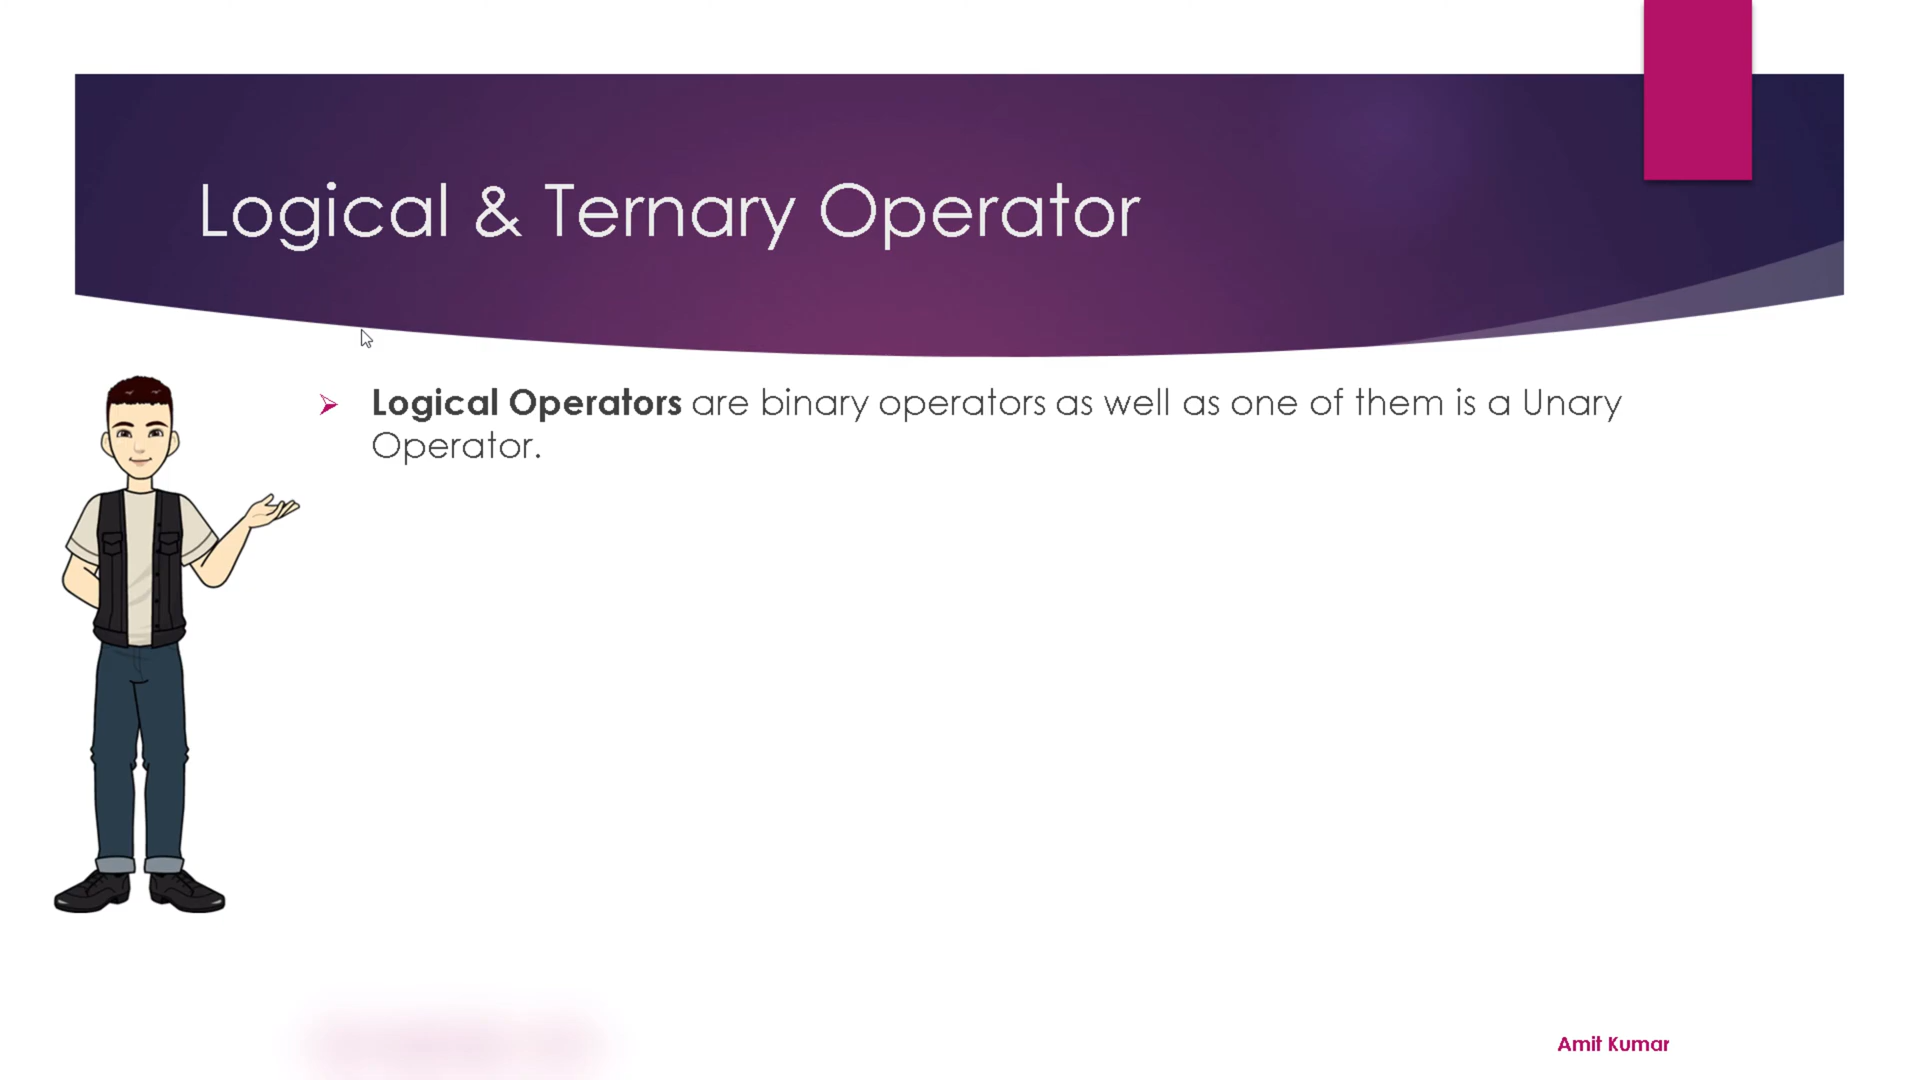 Logical & Ternary Operator
Logical Operators are binary operators as well as one of them is a Unary
Operator.
Amit Kumar